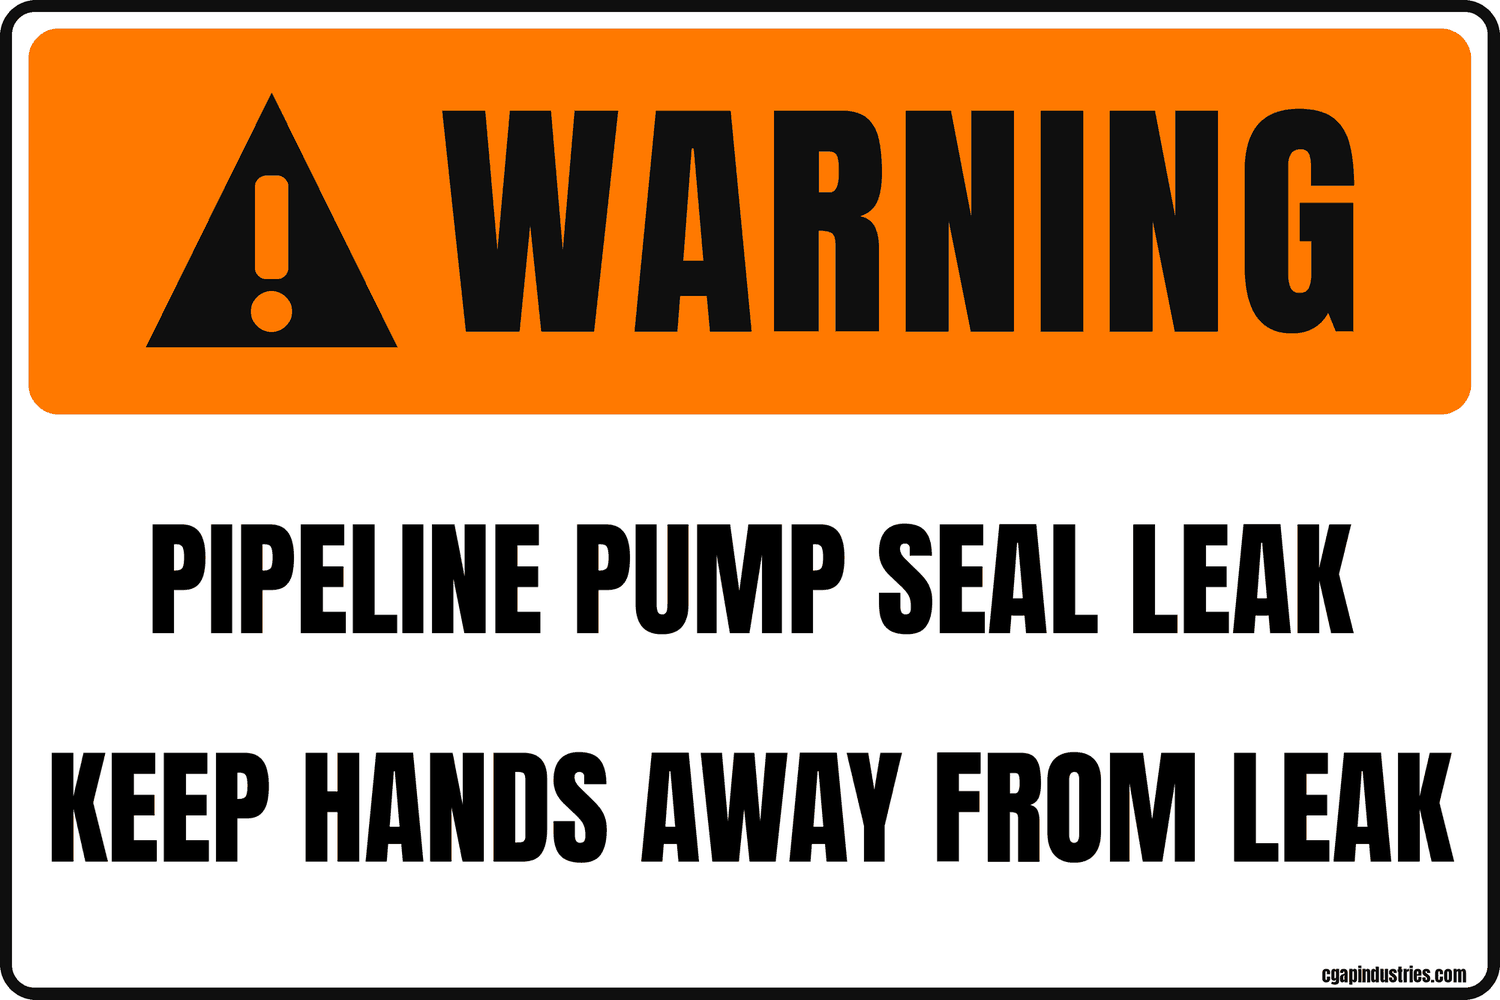 WARNING
PIPELINE PUMP SEAL LEAK
KEEP HANDS AWAY FROM LEAK
cgapindustries.com